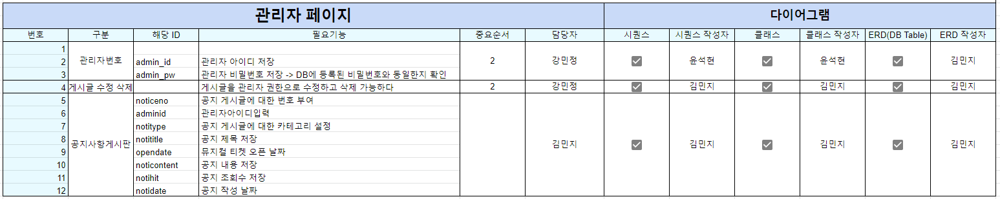 관리자 페이지 다이어그램
번호 구분 해당 ID 필요기능 중요순서 담당자 시퀀스 시퀀스 작성자 클래스 클래스 작성자 ERD(DB Table) ERD 작성자
1
관리자번호 2 강민정 윤석현 윤석현 김민지
2 admin_id 관리자 아이디 저장
3 admin_pw 관리자 비밀번호 저장 -> DB에 등록된 비밀번호와 동일한지 확인
4 게시글 수정 삭제 게시글을 관리자 권한으로 수정하고 삭제 가능하다 2 강민정 김민지 김민지 김민지
5 noticeno 공지 게시글에 대한 번호 부여
6 adminid 관리자아이디입력
7 notitype 공지 게시글에 대한 카테고리 설정
8 notititle 공지 제목 저장
공지사항게시판 김민지 김민지 김민지 김민지
9 opendate 뮤지컬 티켓 오픈 날짜
10 noticontent 공지 내용 저장
11 notihit 공지 조회수 저장
12 notidate 공지 작성 날짜